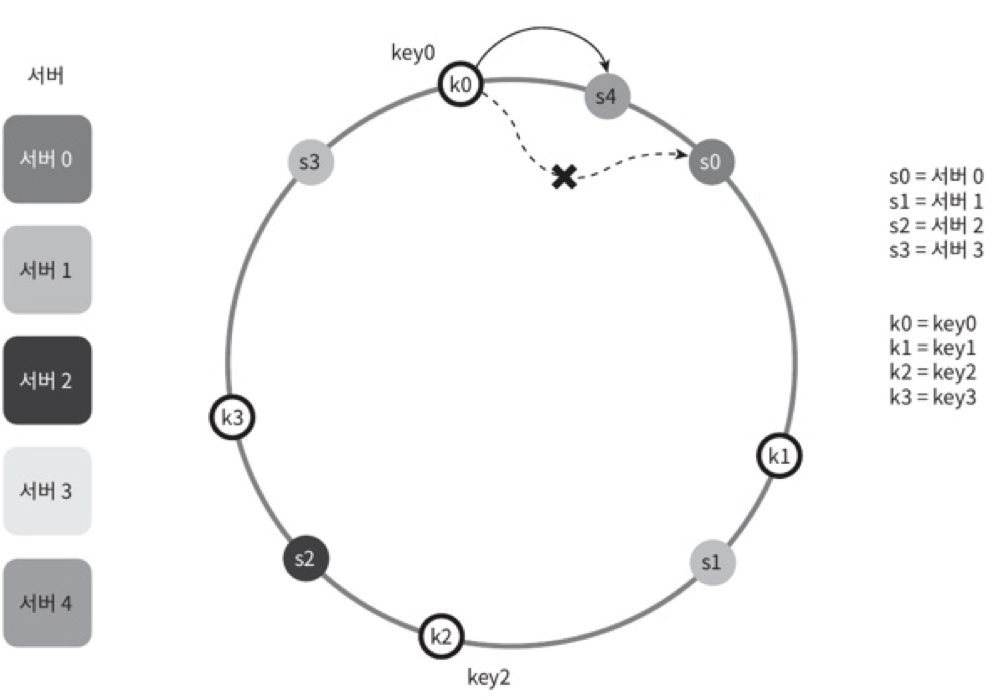 서버
서버 0
서버 1
서버 2
서버 3
서버 4
key0
k0
s4
s3
s0
k3
k1
s2
s1
k2
key2
s0 = 서버 0
s1 = 서버 1
s2 = 서버 2
s3 = 서버 3
k0 = key0
k1 = key1
k2 = key2
k3 = key3